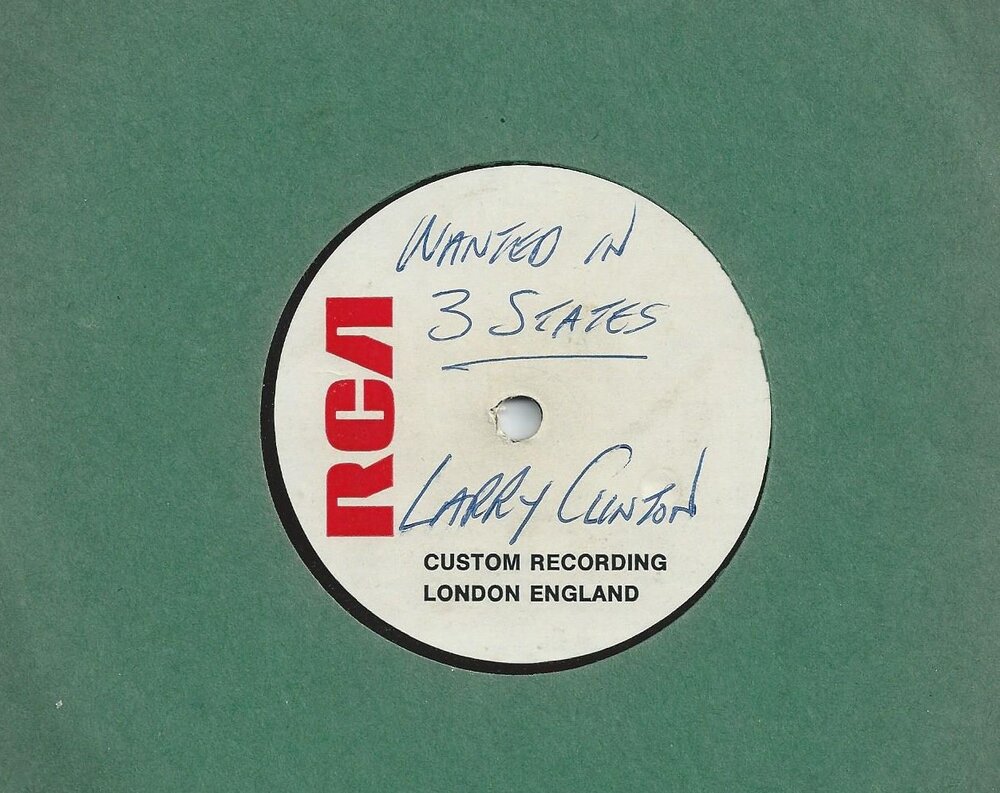 WANTED IN
3 STATES
RCA
LARRY CLINTON
CUSTOM RECORDING
LONDON ENGLAND